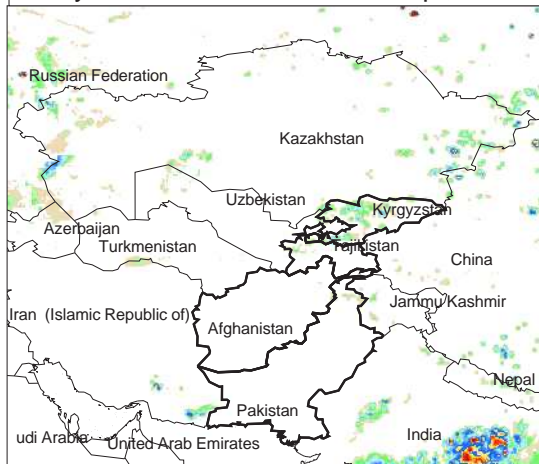 Russian Federation
Kazakhstan
Uzbekistan
Kyrgyzstan
Azerbaijan
Turkmenistan
Tajikistan
China
Iran (Islamic Republic of)
Afghanistan
Jammu/Kashmir
Nepal
Pakistan
udi Arabia
United Arab Emirates
India